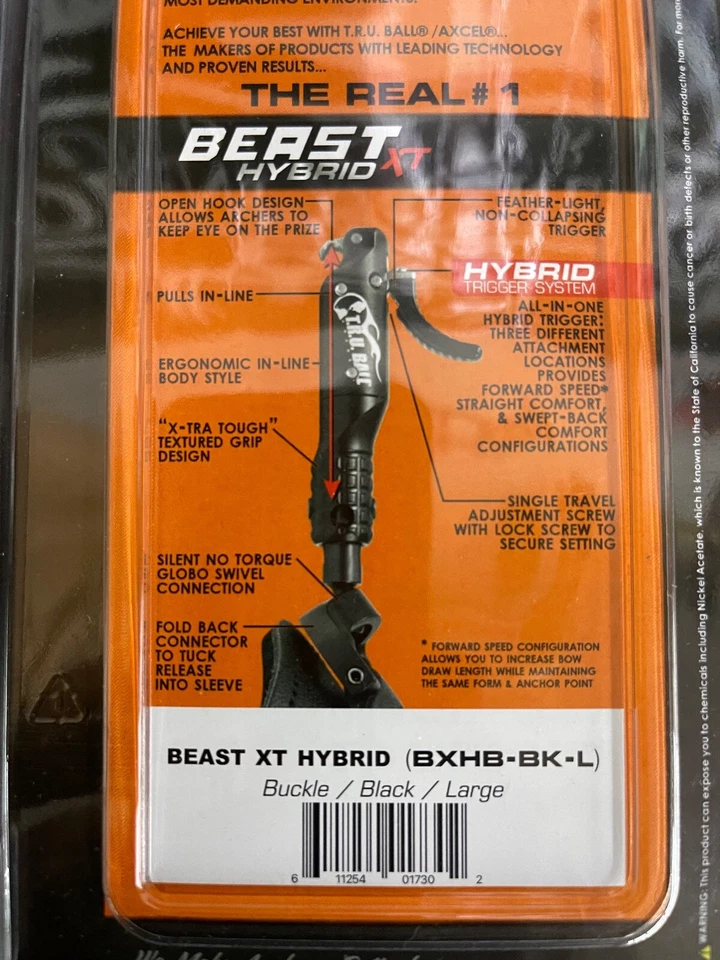 MOST DEMANDING ENVIRONMENTS.
ACHIEVE YOUR BEST WITH T.R.U. BALL® /AXCEL®...
THE MAKERS OF PRODUCTS WITH LEADING TECHNOLOGY
AND PROVEN RESULTS...
THE REAL #1
BEAST
HYBRID XT
OPEN HOOK DESIGN
ALLOWS ARCHERS TO
KEEP EYE ON THE PRIZE
FEATHER-LIGHT,
NON-COLLAPSING
TRIGGER
HYBRID
TRIGGER SYSTEM
PULLS IN-LINE
ALL-IN-ONE
HYBRID TRIGGER:
THREE DIFFERENT
ATTACHMENT
LOCATIONS
PROVIDES
FORWARD SPEED*
STRAIGHT COMFORT,
& SWEPT-BACK
COMFORT
CONFIGURATIONS
T.R.U. BALL
ERGONOMIC IN-LINE
BODY STYLE
"X-TRA TOUGH"
TEXTURED GRIP
DESIGN
SINGLE TRAVEL
ADJUSTMENT SCREW
WITH LOCK SCREW TO
SECURE SETTING
SILENT NO TORQUE
GLOBO SWIVEL
CONNECTION
FOLD BACK
CONNECTOR
TO TUCK
RELEASE
INTO SLEEVE
* FORWARD SPEED CONFIGURATION
ALLOWS YOU TO INCREASE BOW
DRAW LENGTH WHILE MAINTAINING
THE SAME FORM & ANCHOR POINT
BEAST XT HYBRID (BXHB-BK-L)
Buckle / Black / Large
6 11254 01730 2
WARNING: This product can expose you to chemicals including Nickel Acetate, which is known to the State of California to cause cancer or birth defects or other reproductive harm. For mor